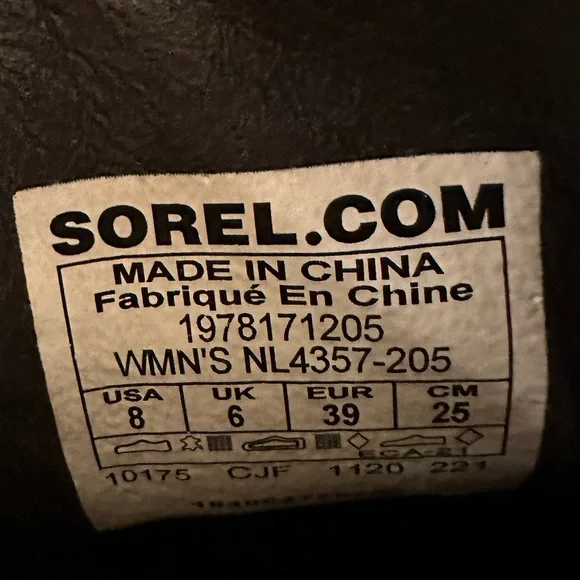 SOREL.COM
MADE IN CHINA
Fabriqué En Chine
1978171205
WMN'S NL4357-205
USA UK EUR CM
8 6 39 25
ECA-21
10175 CJF 1120 221